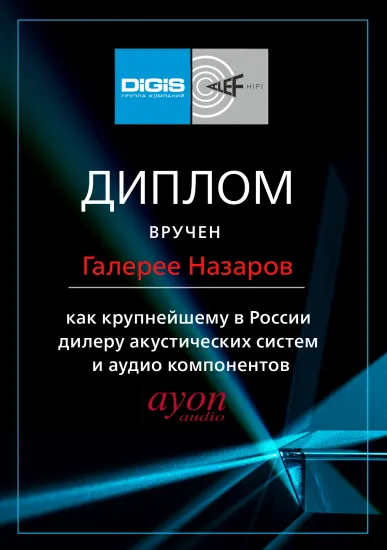 DiGiS
ГРУППА КОМПАНИЙ
ALEF HIFI
ДИПЛОМ
ВРУЧЕН
Галерее Назаров
как крупнейшему в России
дилеру акустических систем
и аудио компонентов
ayon
audio